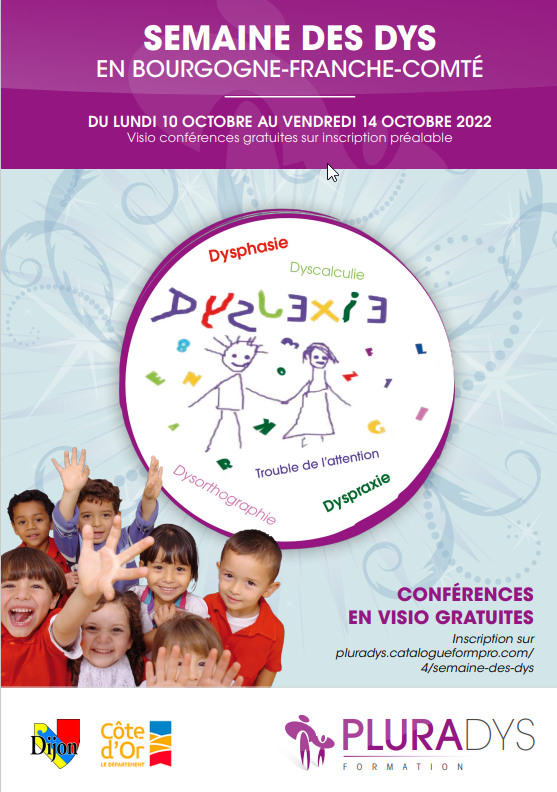 SEMAINE DES DYS
EN BOURGOGNE-FRANCHE-COMTÉ
DU LUNDI 10 OCTOBRE AU VENDREDI 14 OCTOBRE 2022
Visio conférences gratuites sur inscription préalable
Dysphasie
Dyscalculie
DYSLEXIE
Trouble de l'attention
Dysorthographie
Dyspraxie
CONFÉRENCES
EN VISIO GRATUITES
Inscription sur
pluradys.catalogueformpro.com/
4/semaine-des-dys
Dijon
Côte
d'Or
LE DÉPARTEMENT
PLURADYS
FORMATION